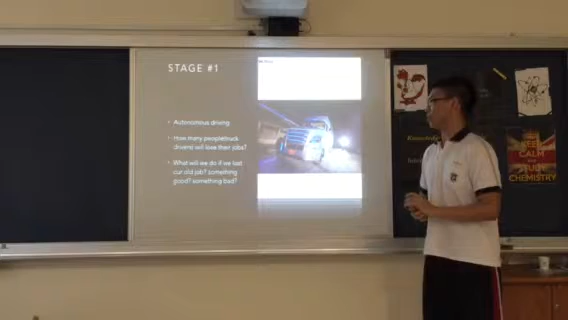 STAGE #1
• Autonomous driving
• How many people(truck
drivers) will lose their jobs?
• What will we do if we lost
our old job? something
good? something bad?
KEEP
CALM
AND
STUDY
CHEMISTRY